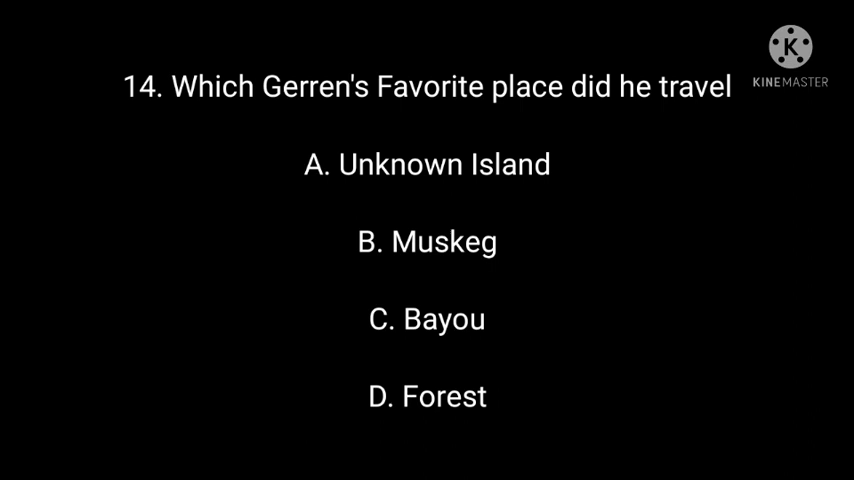 14. Which Gerren's Favorite place did he travel
A. Unknown Island
B. Muskeg
C. Bayou
D. Forest
K
KINEMASTER